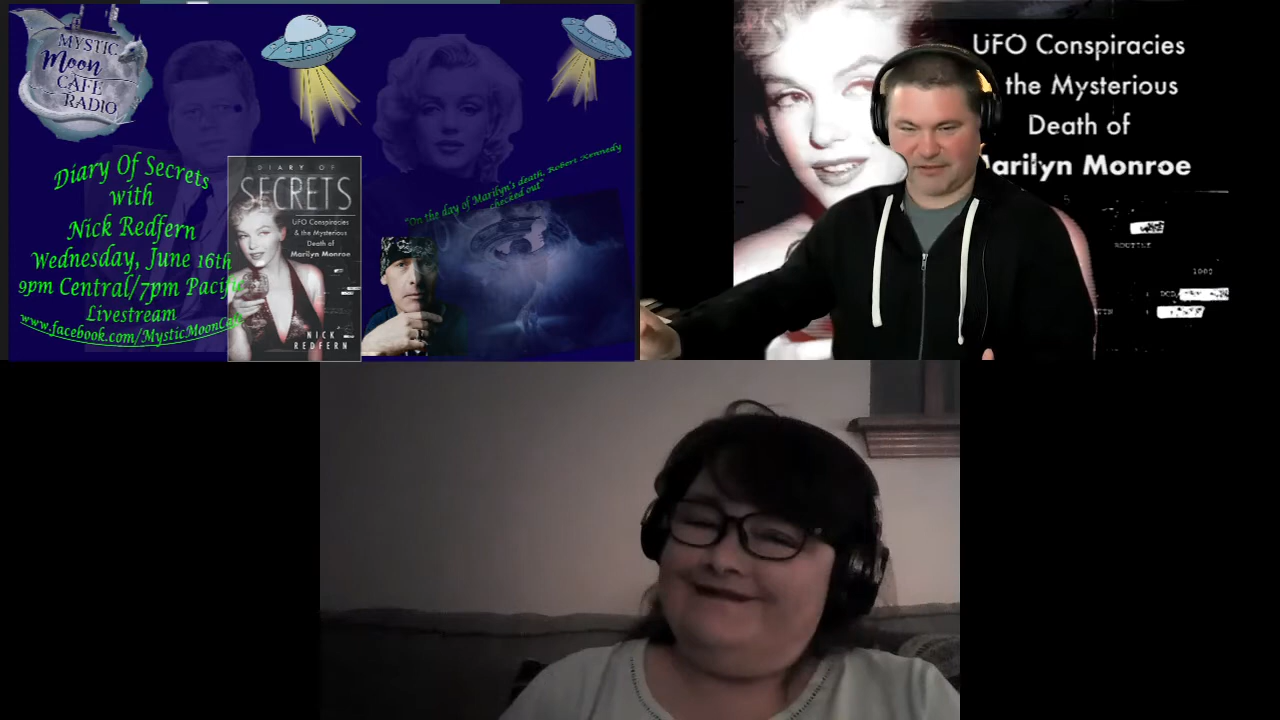 MYSTIC
Moon
CAFE
RADIO
Diary Of Secrets
with
Nick Redfern
Wednesday, June 16th
9pm Central/7pm Pacific
Livestream
www.facebook.com/MysticMoonCafe
DIARY OF
SECRETS
UFO Conspiracies
& the Mysterious
Death of
Marilyn Monroe
NICK
REDFERN
"On the day of Marilyn's death, Robert Kennedy
checked out"
UFO Conspiracies
the Mysterious
Death of
Marilyn Monroe
ROUTTLE